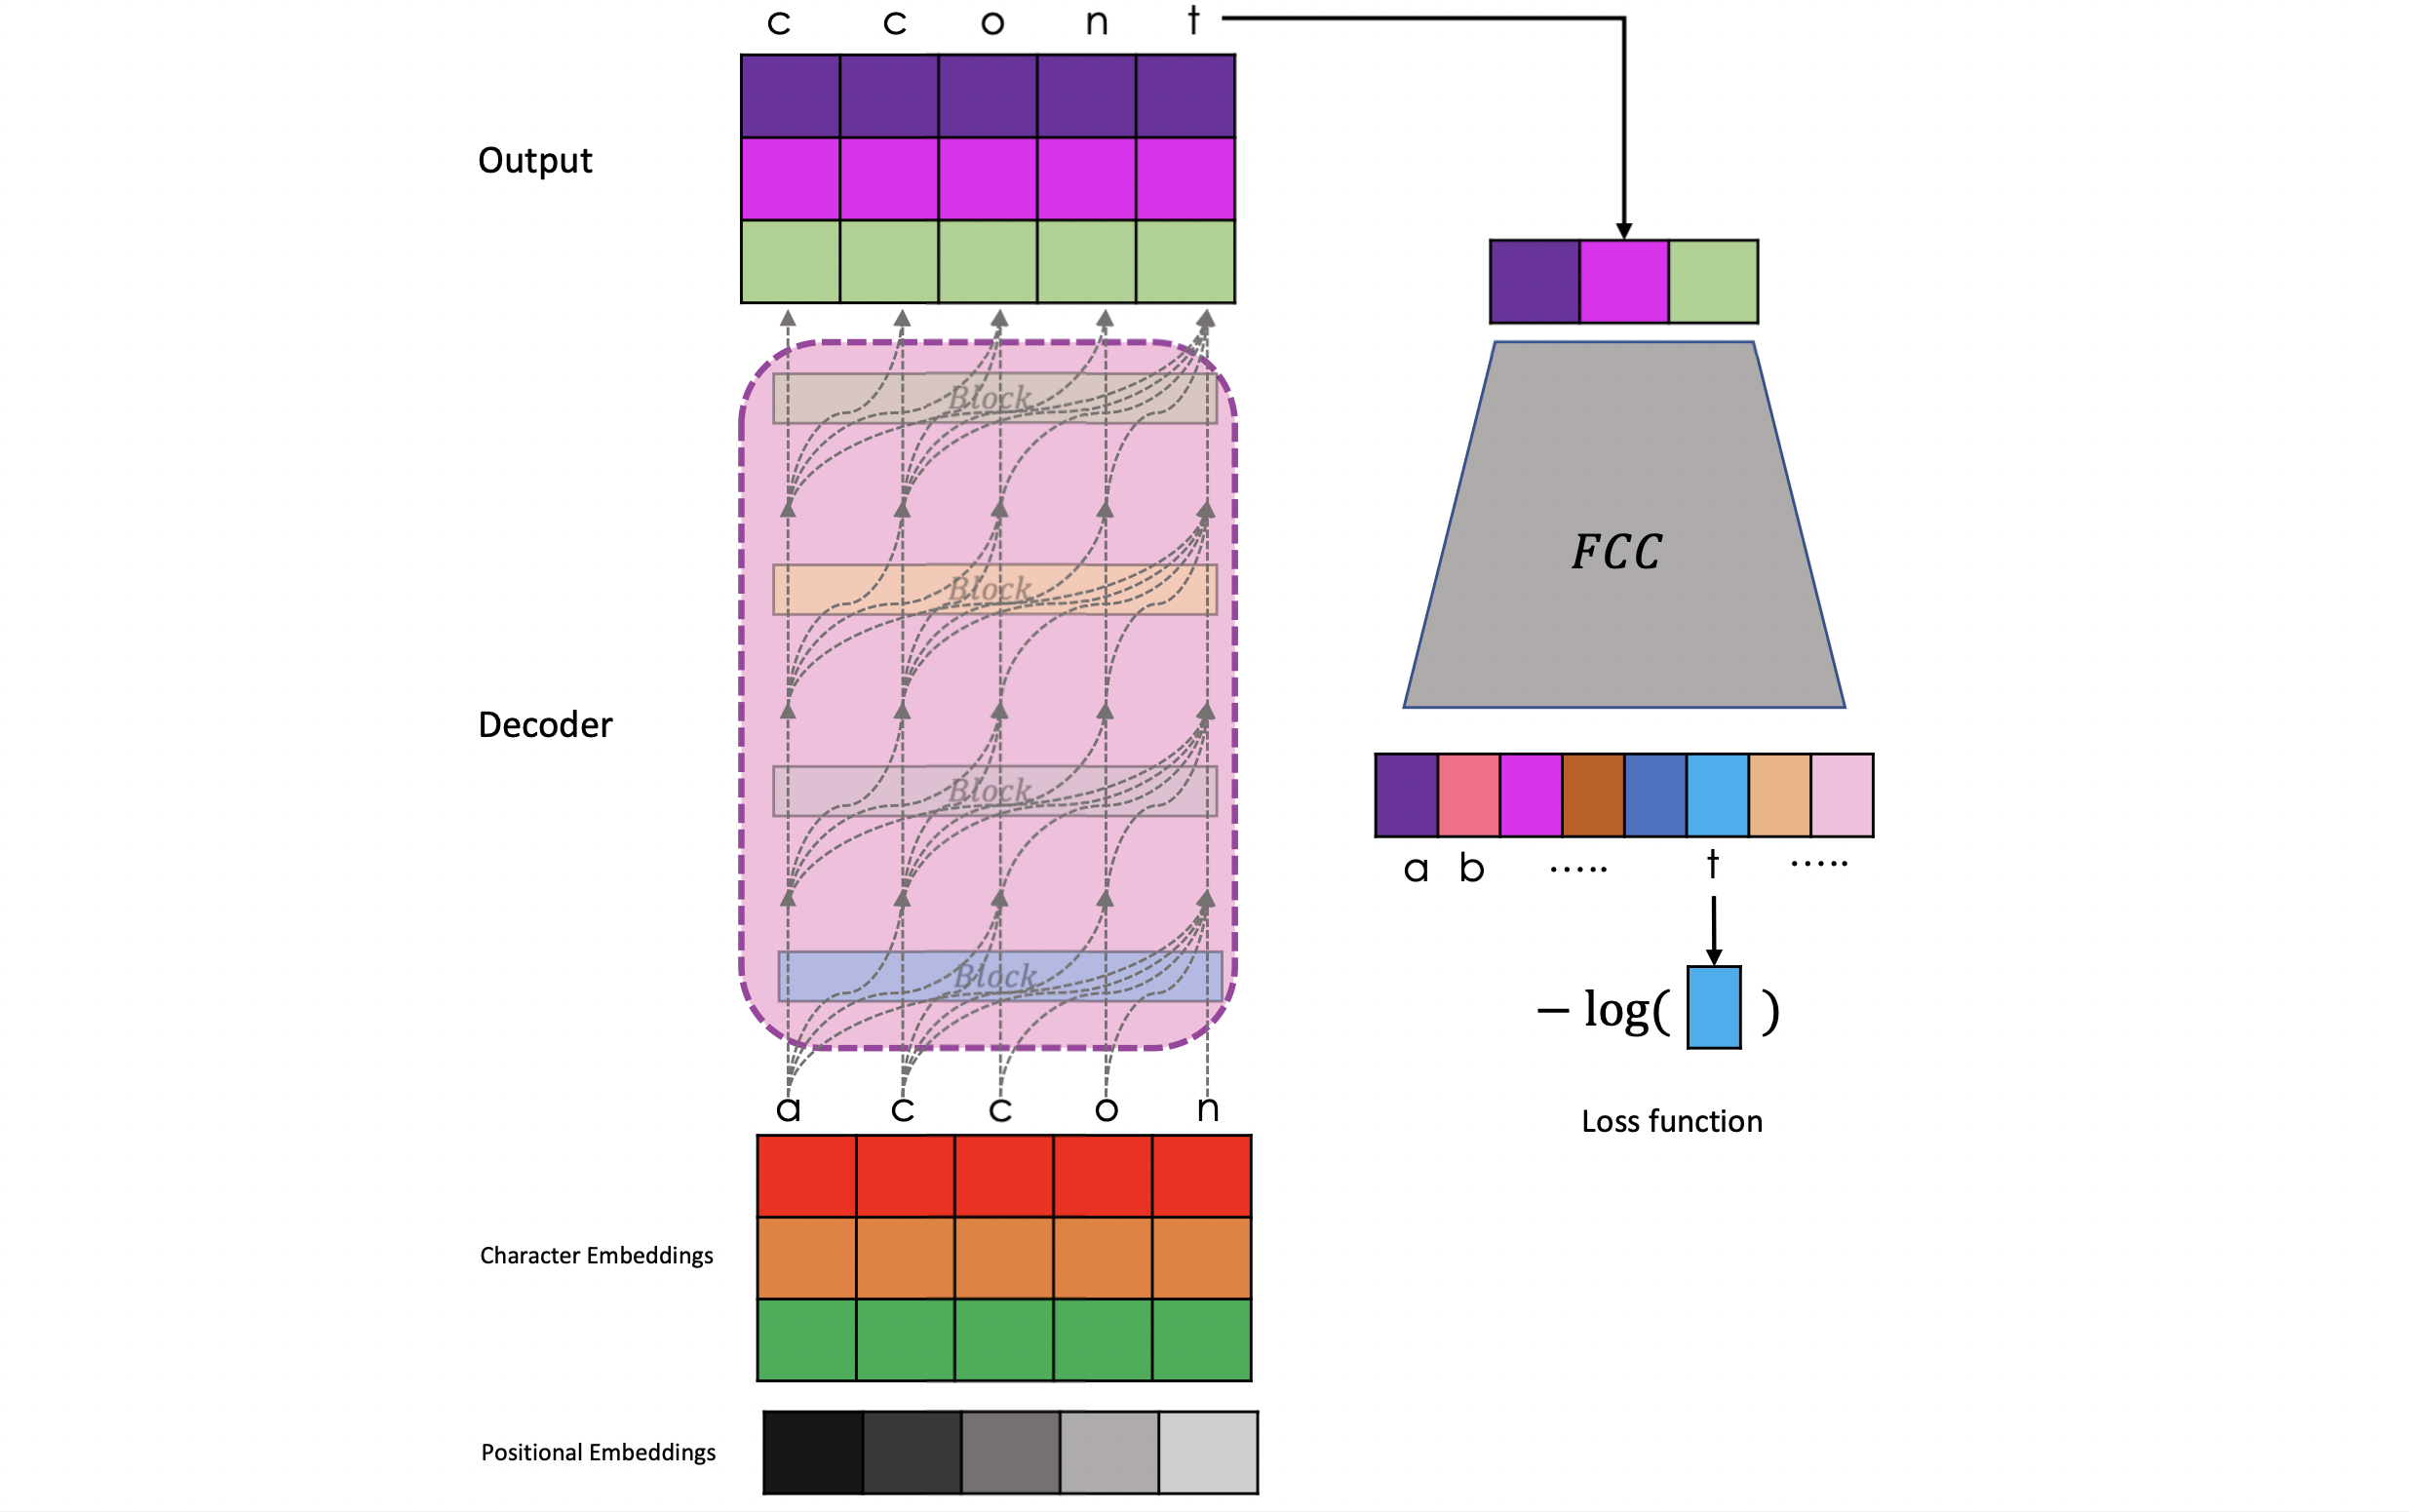 c c o n t
Output
Block
Block
FCC
Decoder
Block
a b ..... t .....
Block
– log( )
a c c o n
Loss function
Character Embeddings
Positional Embeddings